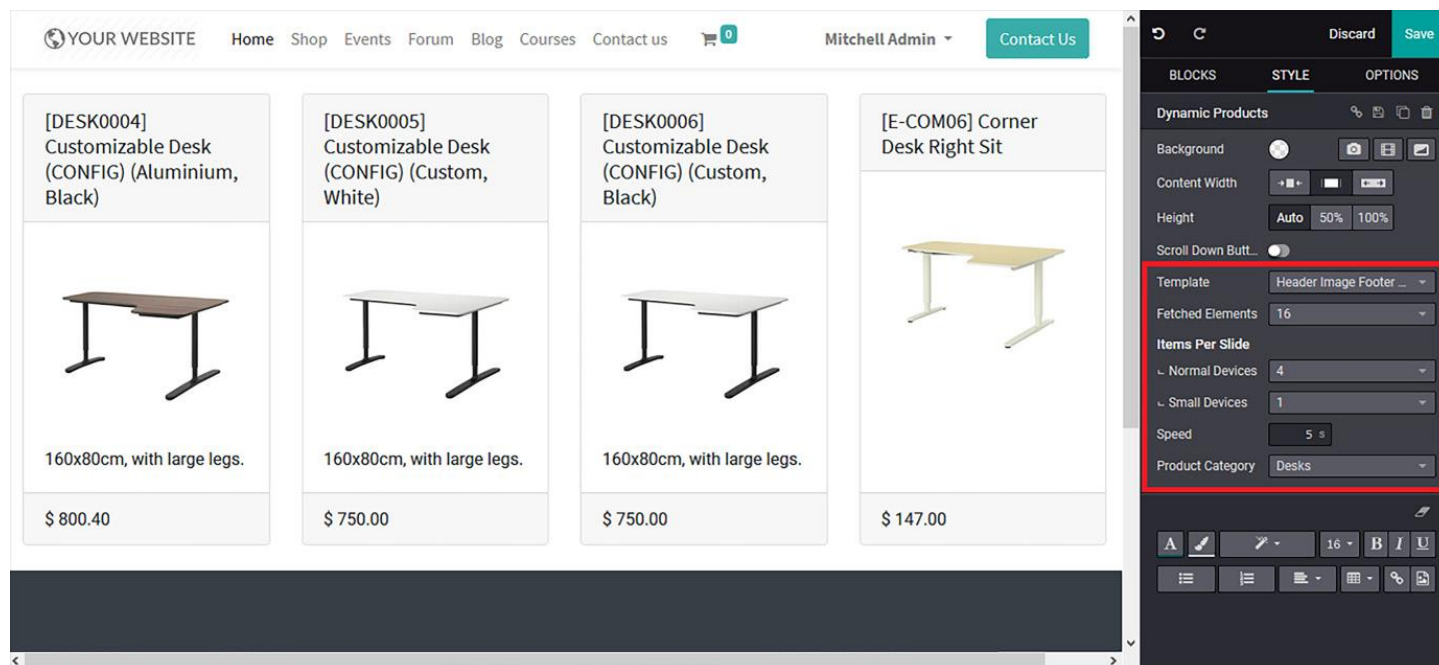 YOUR WEBSITE Home Shop Events Forum Blog Courses Contact us 0 Mitchell Admin Contact Us
[DESK0004]
Customizable Desk
(CONFIG) (Aluminium,
Black)
160x80cm, with large legs.
$ 800.40
[DESK0005]
Customizable Desk
(CONFIG) (Custom,
White)
160x80cm, with large legs.
$ 750.00
[DESK0006]
Customizable Desk
(CONFIG) (Custom,
Black)
160x80cm, with large legs.
$ 750.00
[E-COM06] Corner
Desk Right Sit
$ 147.00
Discard Save
BLOCKS STYLE OPTIONS
Dynamic Products
Background
Content Width
Height Auto 50% 100%
Scroll Down Butt...
Template Header Image Footer ...
Fetched Elements 16
Items Per Slide
Normal Devices 4
Small Devices 1
Speed 5 s
Product Category Desks
A 16 B I U